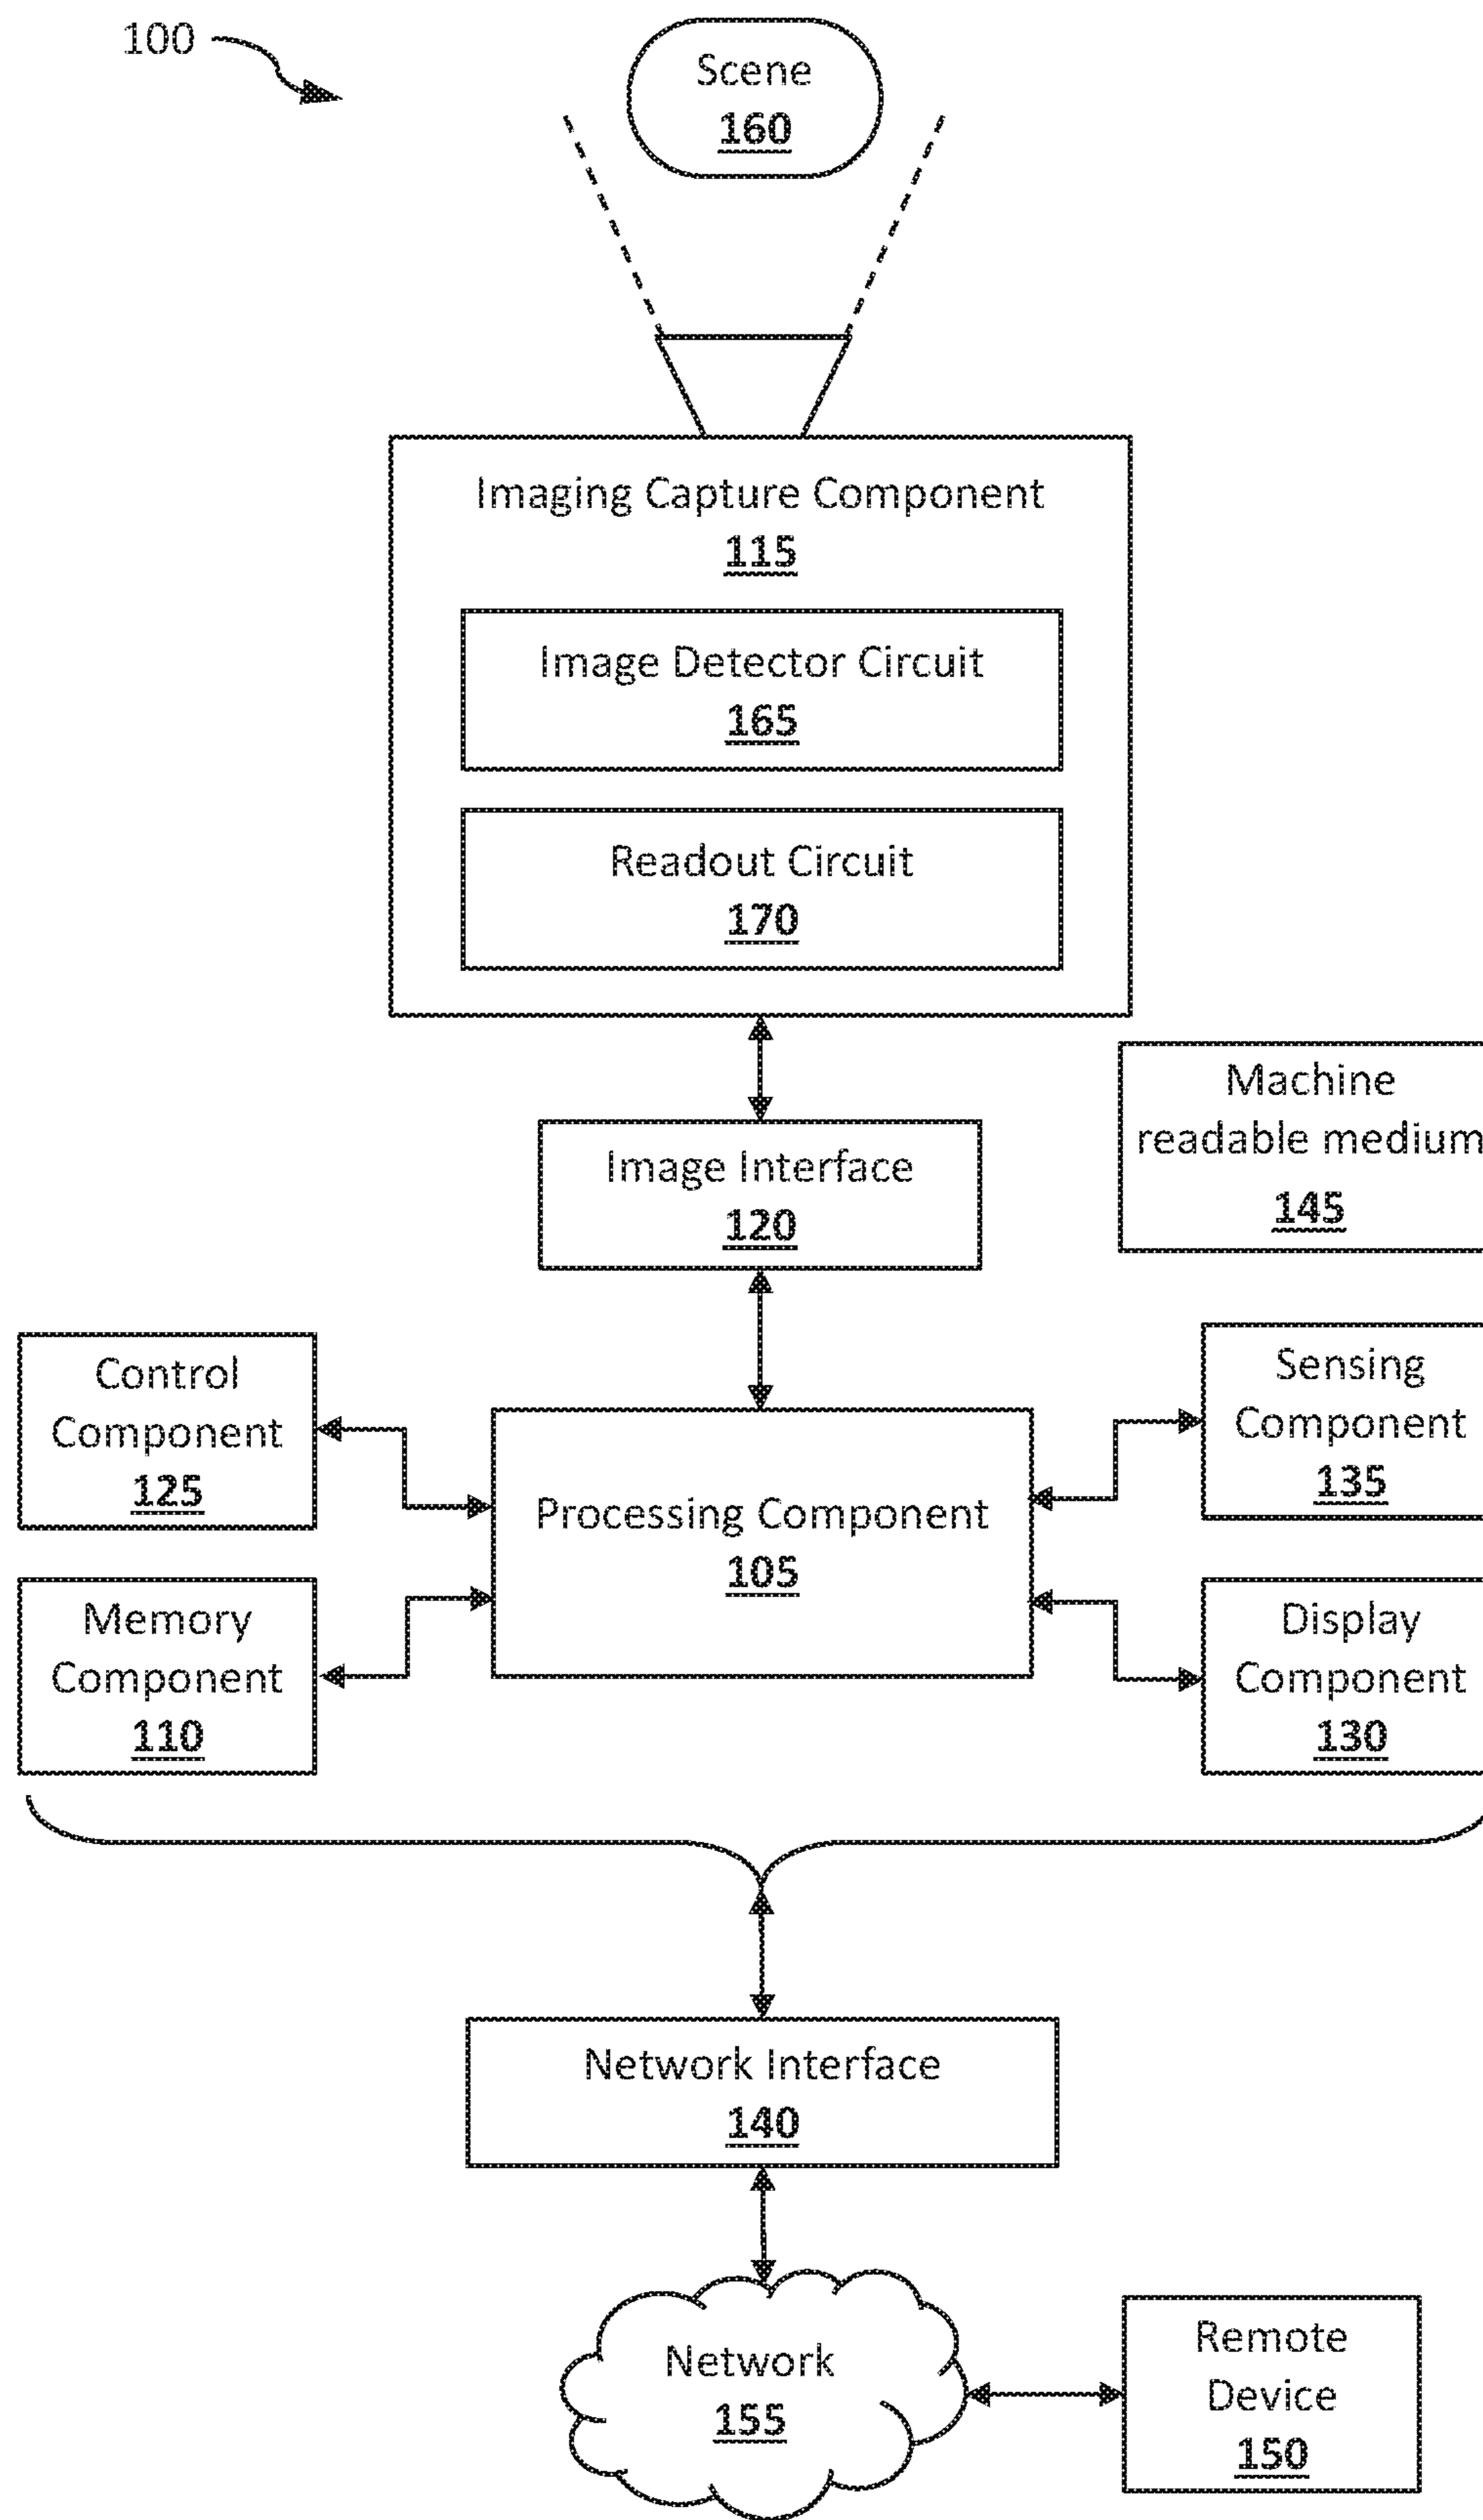 100
Scene
160
Imaging Capture Component
115
Image Detector Circuit
165
Readout Circuit
170
Machine
readable medium
145
Image Interface
120
Control
Component
125
Sensing
Component
135
Processing Component
105
Memory
Component
110
Display
Component
130
Network Interface
140
Network
155
Remote
Device
150